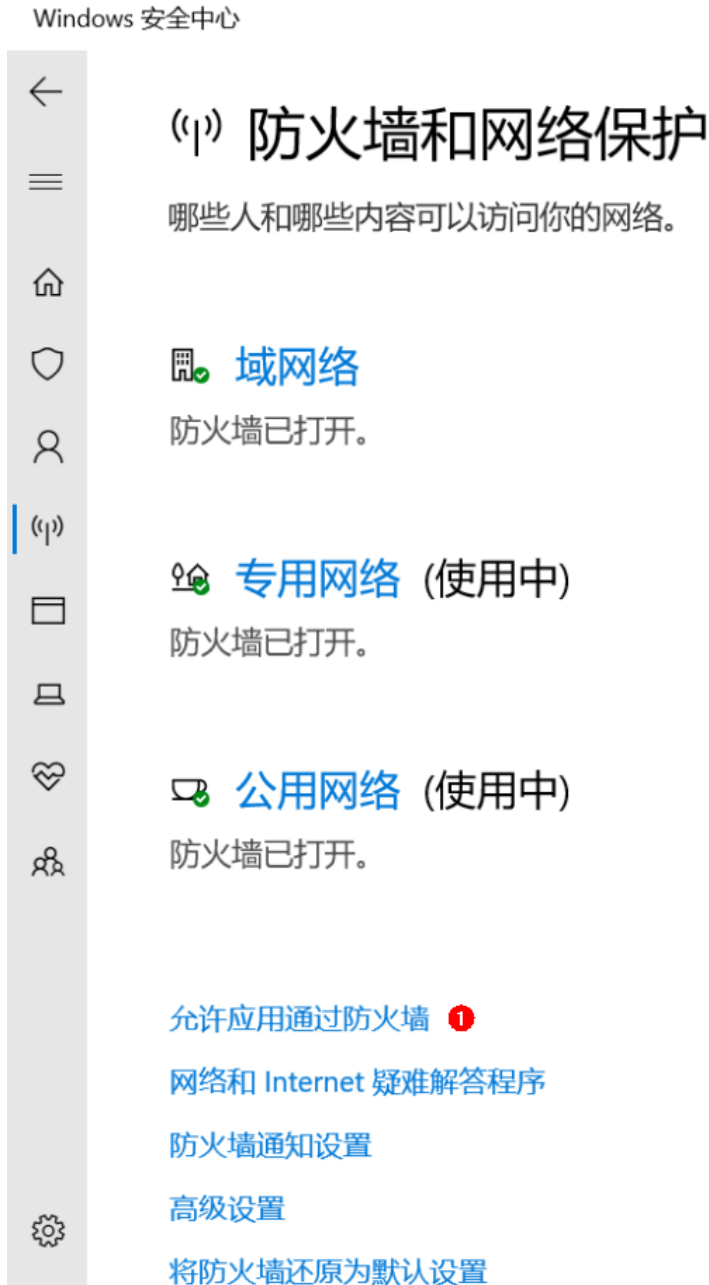 Windows 安全中心
防火墙和网络保护
哪些人和哪些内容可以访问你的网络。
域网络
防火墙已打开。
专用网络 (使用中)
防火墙已打开。
公用网络 (使用中)
防火墙已打开。
允许应用通过防火墙 1
网络和 Internet 疑难解答程序
防火墙通知设置
高级设置
将防火墙还原为默认设置